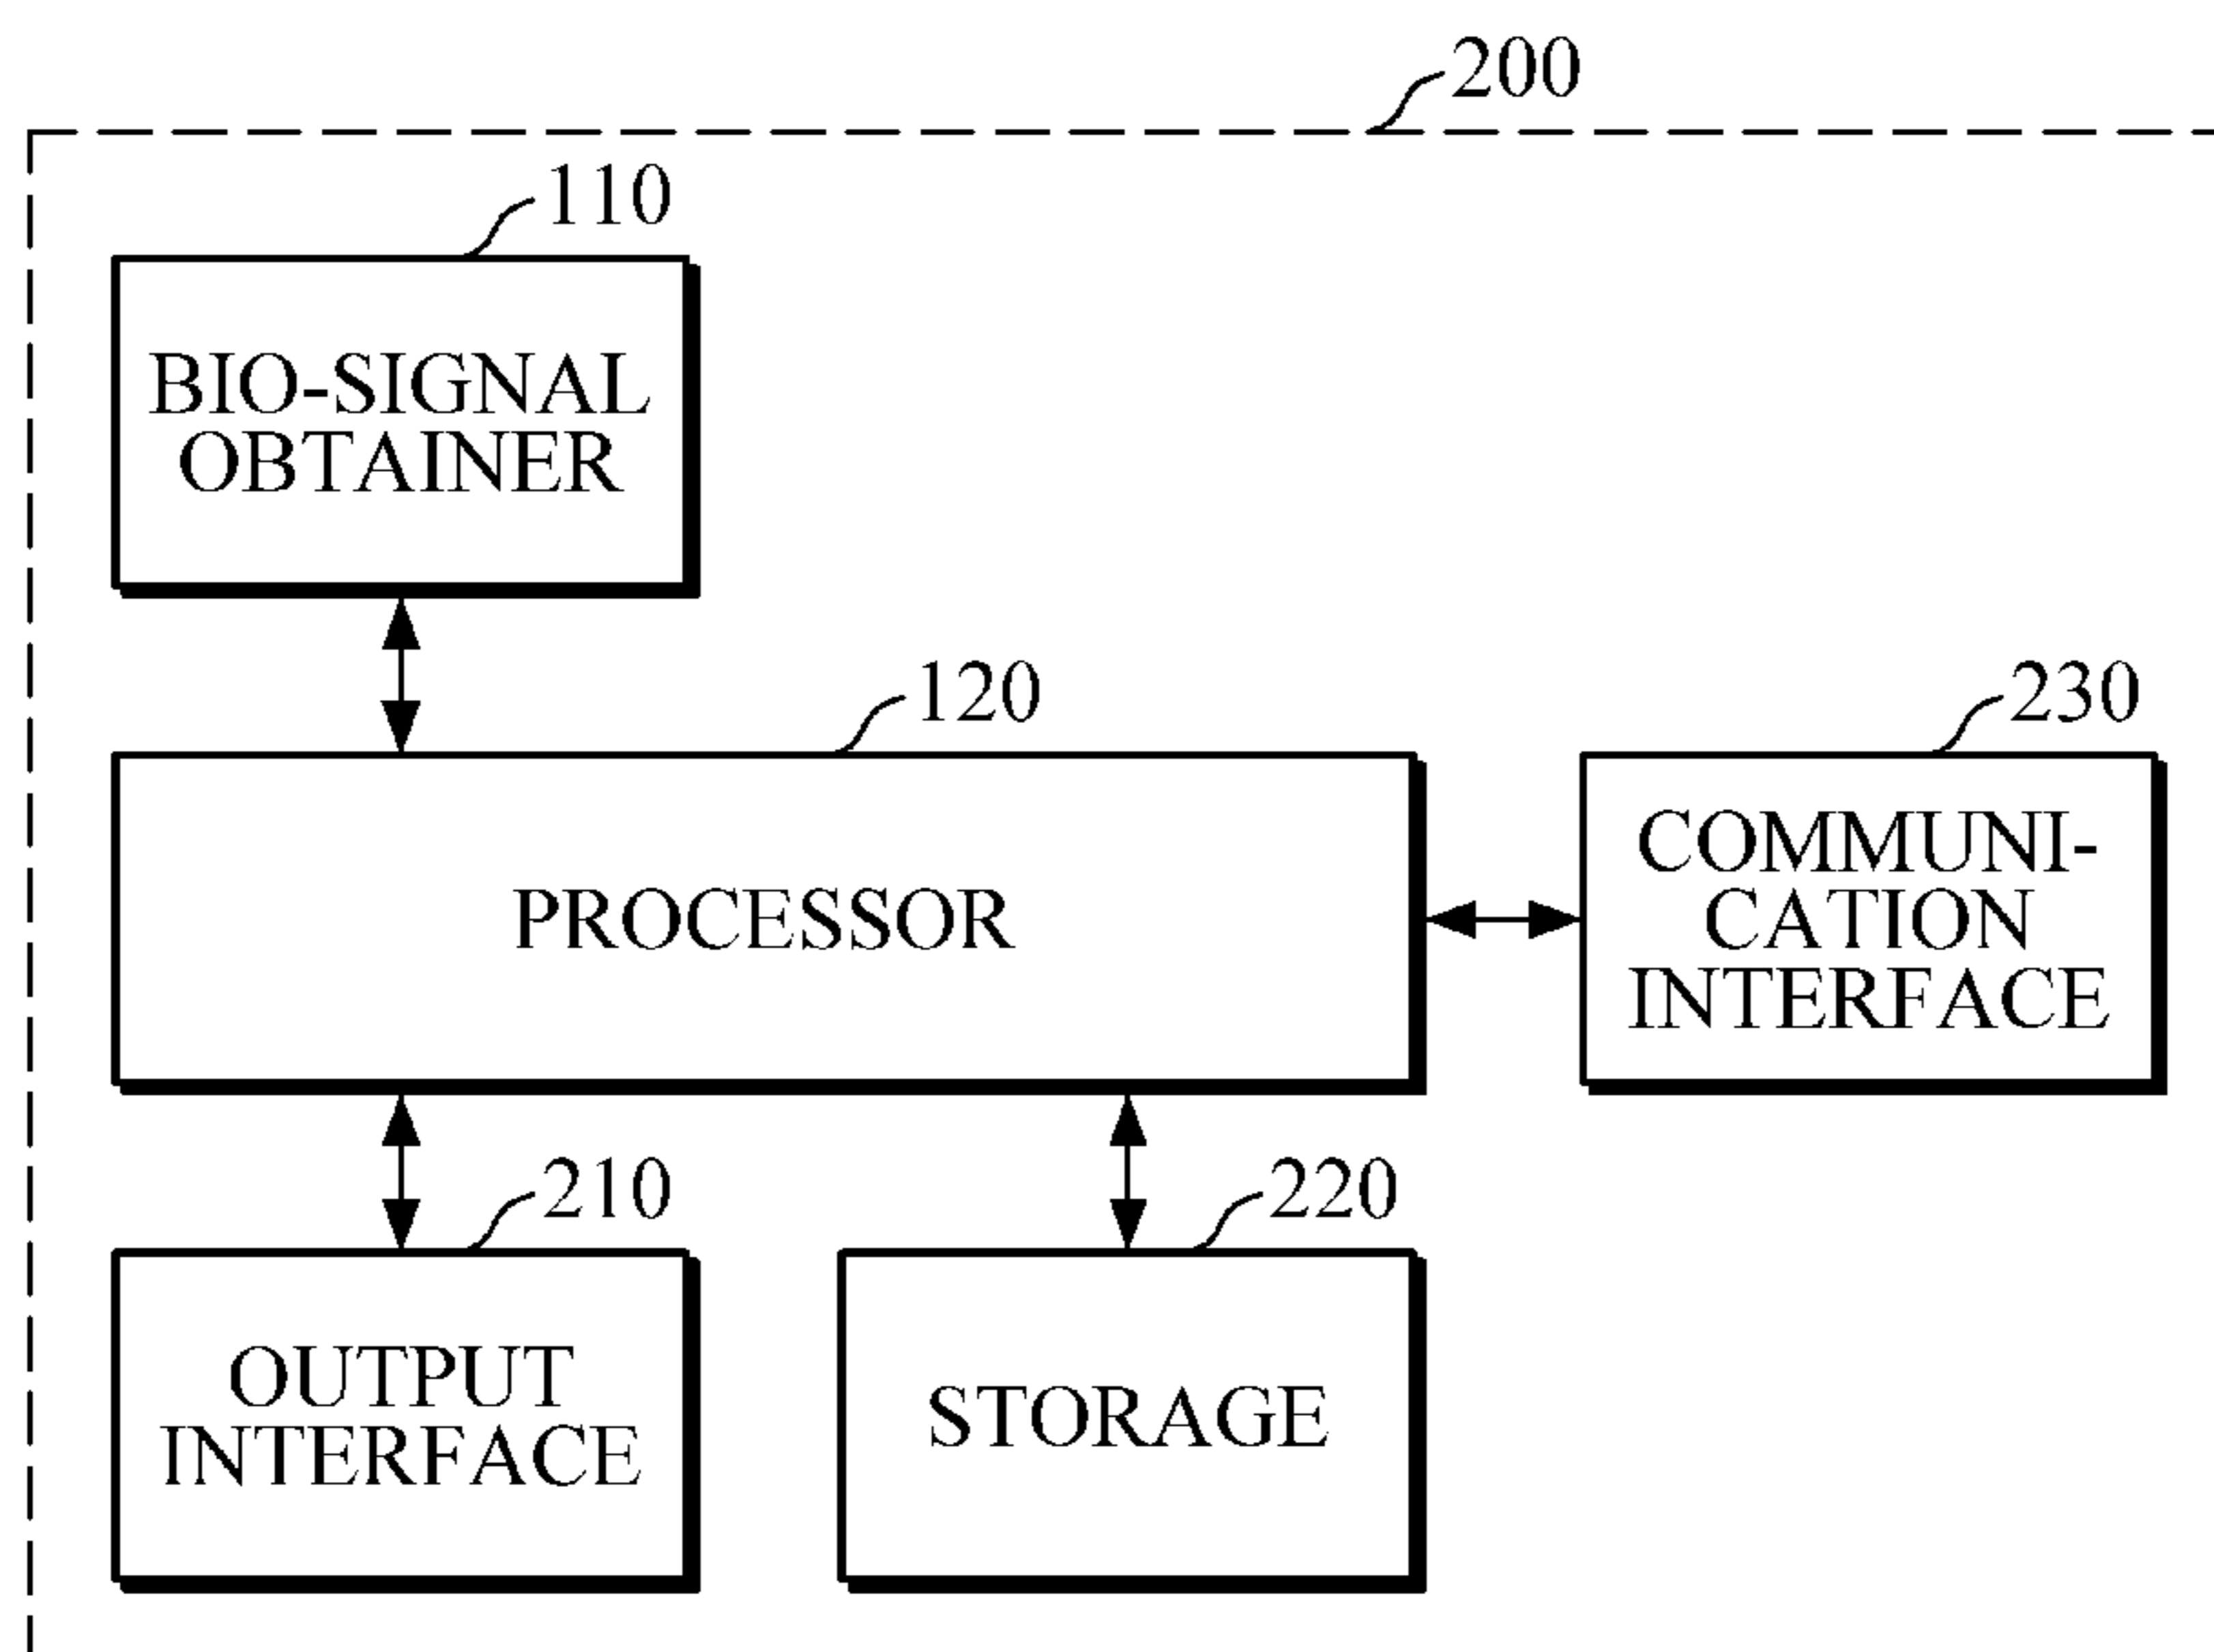 200
110
BIO-SIGNAL
OBTAINER
120
PROCESSOR
230
COMMUNI-
CATION
INTERFACE
210
OUTPUT
INTERFACE
220
STORAGE